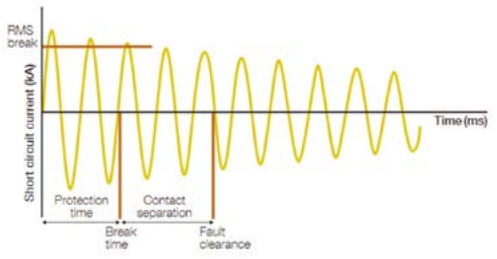 RMS
break
Short circuit current (kA)
Time (ms)
Protection
time
Contact
separation
Break
time
Fault
clearance